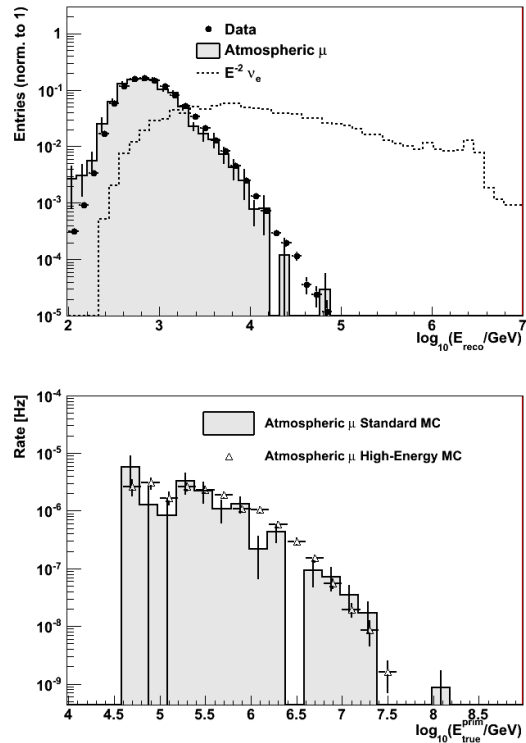 Entries (norm. to 1)
1
10⁻¹
10⁻²
10⁻³
10⁻⁴
10⁻⁵
Data
Atmospheric μ
E⁻² νₑ
2 3 4 5 6 7
log₁₀(E_reco/GeV)
Rate [Hz]
10⁻⁴
10⁻⁵
10⁻⁶
10⁻⁷
10⁻⁸
10⁻⁹
Atmospheric μ Standard MC
Atmospheric μ High-Energy MC
4 4.5 5 5.5 6 6.5 7 7.5 8 8.5
log₁₀(E^prim_true/GeV)